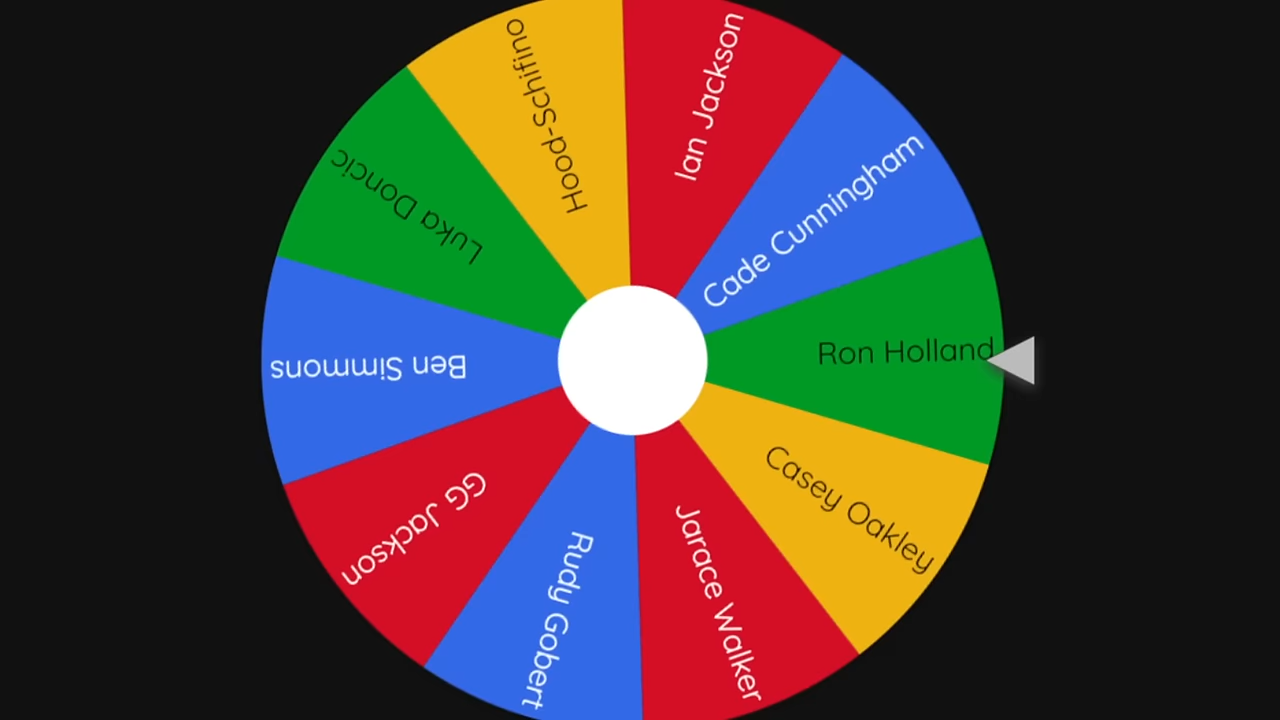 Hood-Schifino
Ian Jackson
Cade Cunningham
Ron Holland
Casey Oakley
Jarace Walker
Rudy Gobert
GG Jackson
Ben Simmons
Luka Doncic